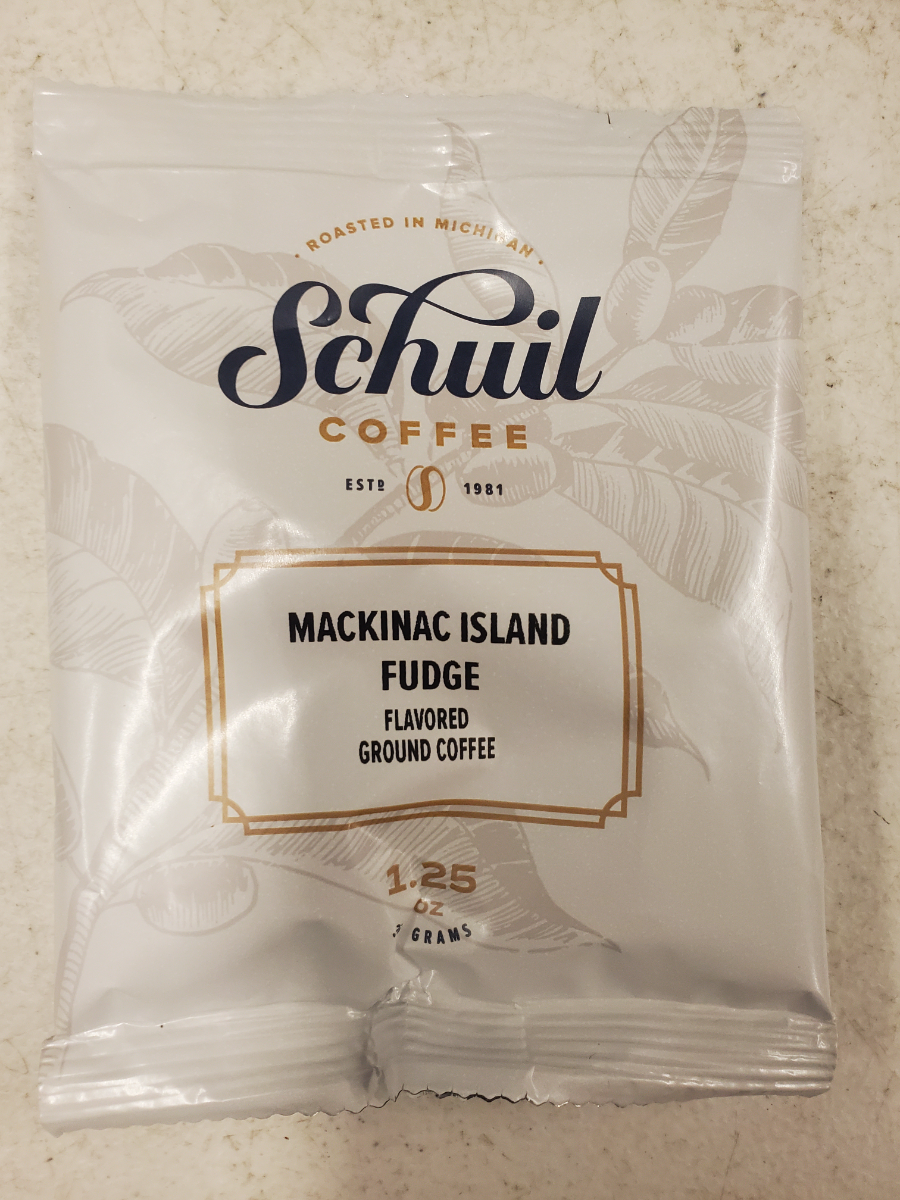 • ROASTED IN MICHIGAN •
Schuil
COFFEE
ESTD 1981
MACKINAC ISLAND
FUDGE
FLAVORED
GROUND COFFEE
1.25
OZ
GRAMS